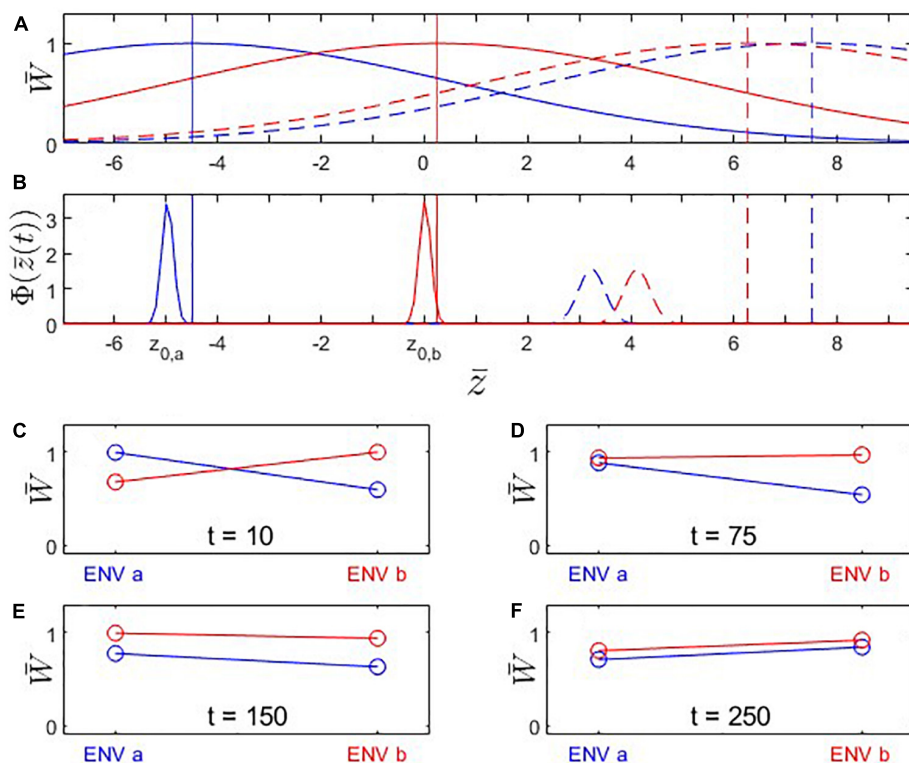 A
W̄
1
0
-6 -4 -2 0 2 4 6 8
B
Φ(z̄(t))
3
2
1
0
-6 -4 -2 0 2 4 6 8
z0,a z0,b
z̄
C
W̄
1
0
t = 10
ENV a ENV b
D
W̄
1
0
t = 75
ENV a ENV b
E
W̄
1
0
t = 150
ENV a ENV b
F
W̄
1
0
t = 250
ENV a ENV b